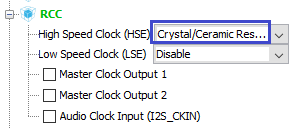 RCC
High Speed Clock (HSE) Crystal/Ceramic Res...
Low Speed Clock (LSE) Disable
Master Clock Output 1
Master Clock Output 2
Audio Clock Input (I2S_CKIN)